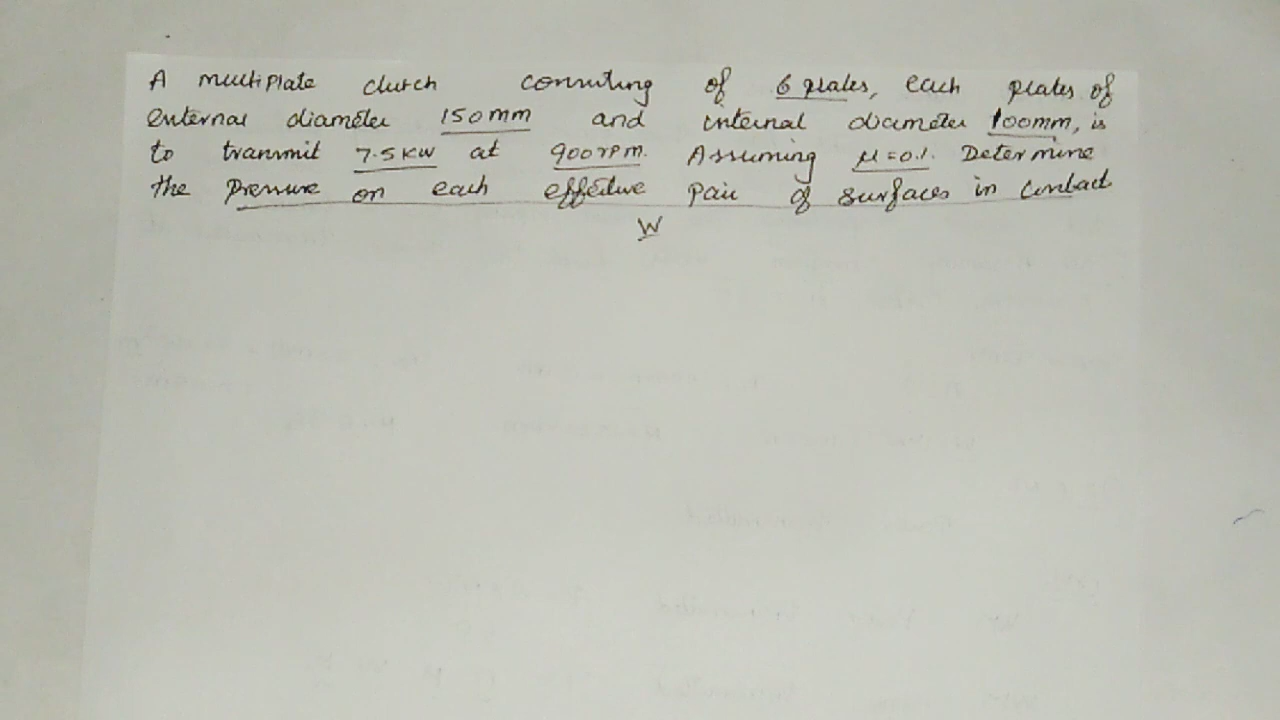 A multiplate clutch consisting of 6 plates, each plates of
external diameter 150mm and internal diameter 100mm, is
to transmit 7.5KW at 900rpm. Assuming μ=0.1. Determine
the Pressure on each effective pair of surfaces in contact
W